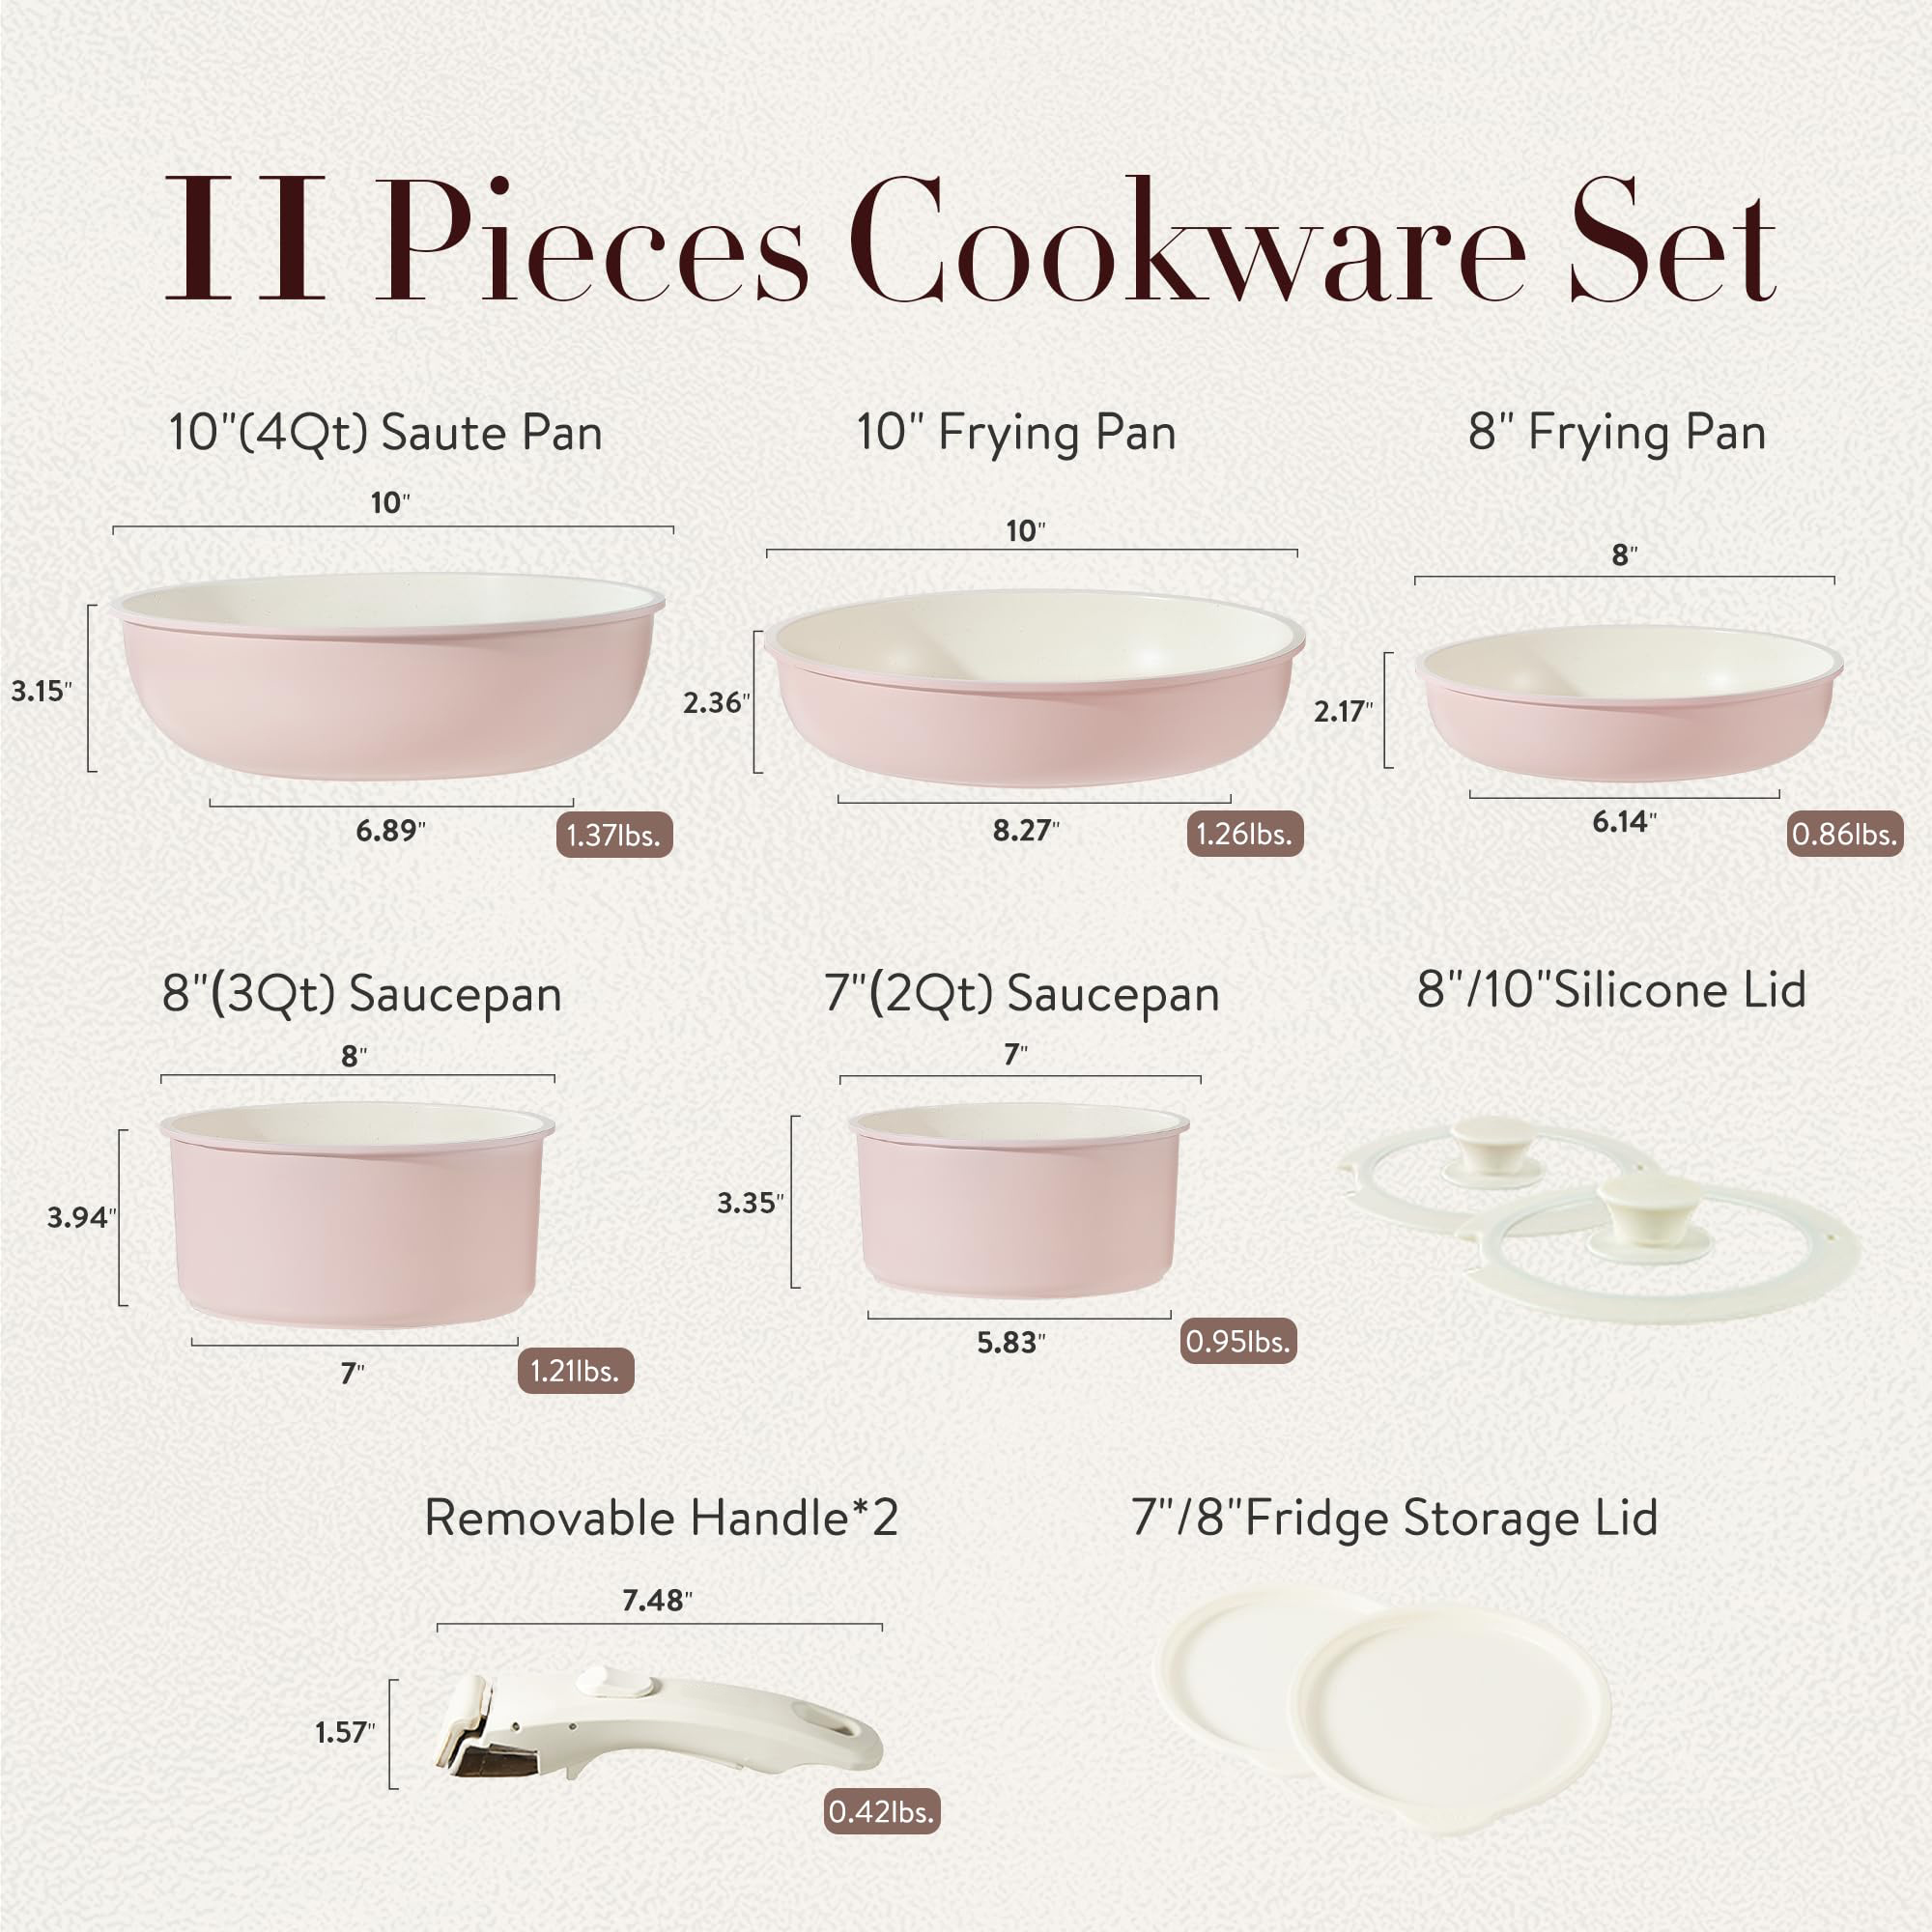 11 Pieces Cookware Set
10"(4Qt) Saute Pan
10"
3.15"
6.89"
1.37lbs.
10" Frying Pan
10"
2.36"
8.27"
1.26lbs.
8" Frying Pan
8"
2.17"
6.14"
0.86lbs.
8"(3Qt) Saucepan
8"
3.94"
7"
1.21lbs.
7"(2Qt) Saucepan
7"
3.35"
5.83"
0.95lbs.
8"/10"Silicone Lid
Removable Handle*2
7.48"
1.57"
0.42lbs.
7"/8"Fridge Storage Lid